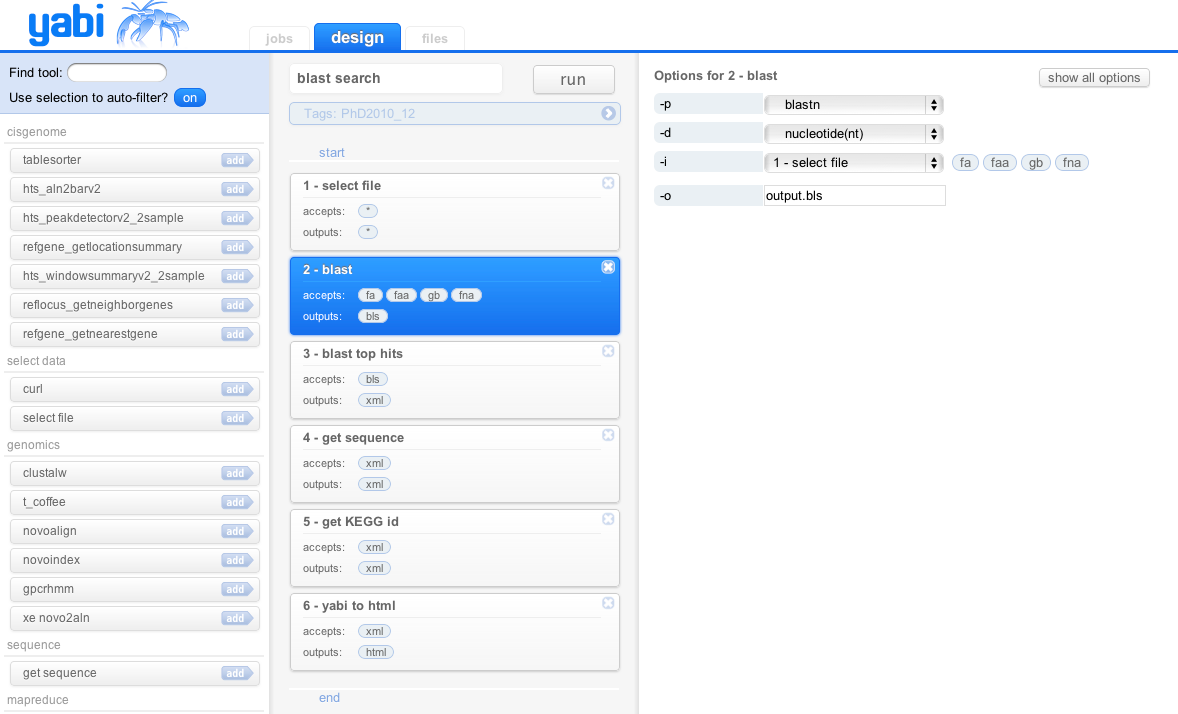 yabi
jobs
design
files
Find tool:
Use selection to auto-filter? on
cisgenome
tablesorter add
hts_aln2barv2 add
hts_peakdetectorv2_2sample add
refgene_getlocationsummary add
hts_windowsummaryv2_2sample add
reflocus_getneighborgenes add
refgene_getnearestgene add
select data
curl add
select file add
genomics
clustalw add
t_coffee add
novoalign add
novoindex add
gpcrhmm add
xe novo2aln add
sequence
get sequence add
mapreduce
blast search
run
Tags: PhD2010_12
start
1 - select file
accepts: *
outputs: *
2 - blast
accepts: fa faa gb fna
outputs: bls
3 - blast top hits
accepts: bls
outputs: xml
4 - get sequence
accepts: xml
outputs: xml
5 - get KEGG id
accepts: xml
outputs: xml
6 - yabi to html
accepts: xml
outputs: html
end
Options for 2 - blast
show all options
-p blastn
-d nucleotide(nt)
-i 1 - select file fa faa gb fna
-o output.bls